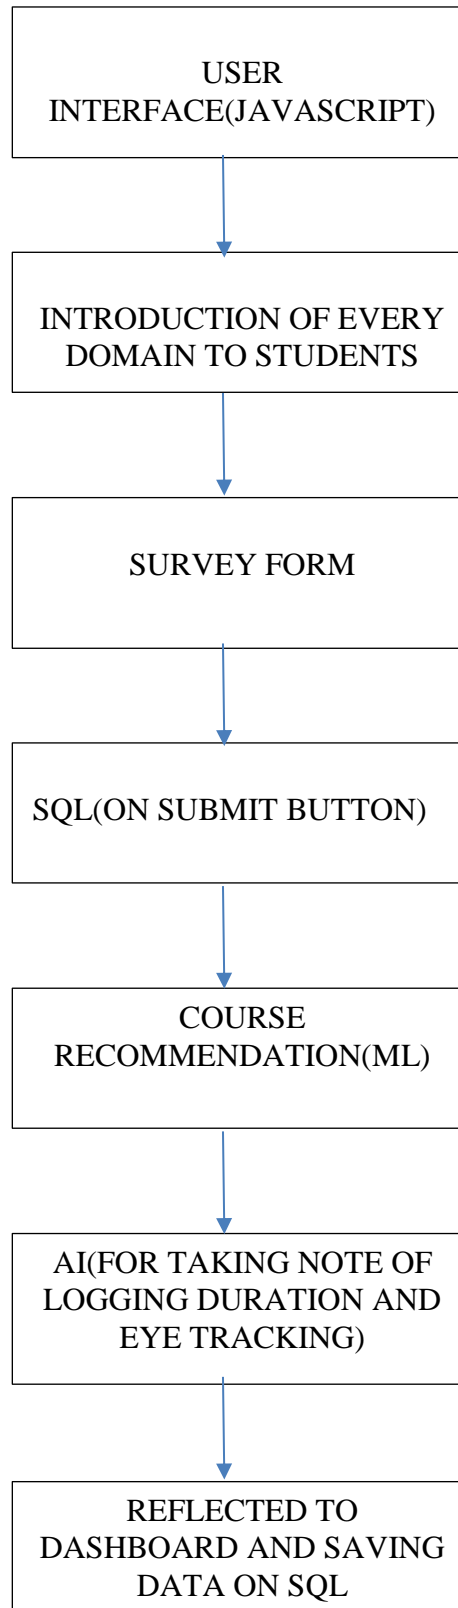 USER
INTERFACE(JAVASCRIPT)
INTRODUCTION OF EVERY
DOMAIN TO STUDENTS
SURVEY FORM
SQL(ON SUBMIT BUTTON)
COURSE
RECOMMENDATION(ML)
AI(FOR TAKING NOTE OF
LOGGING DURATION AND
EYE TRACKING)
REFLECTED TO
DASHBOARD AND SAVING
DATA ON SQL